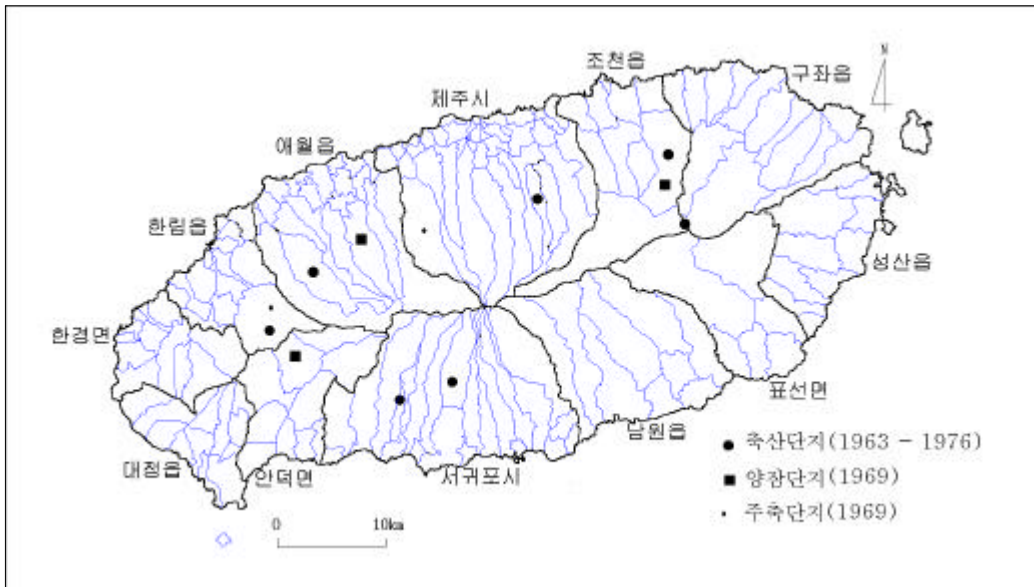 N
조천읍
구좌읍
제주시
애월읍
한림읍
성산읍
한경면
표선면
남원읍
대정읍
안덕면
서귀포시
축산단지(1963 - 1976)
양잠단지(1969)
주축단지(1969)
0 10km